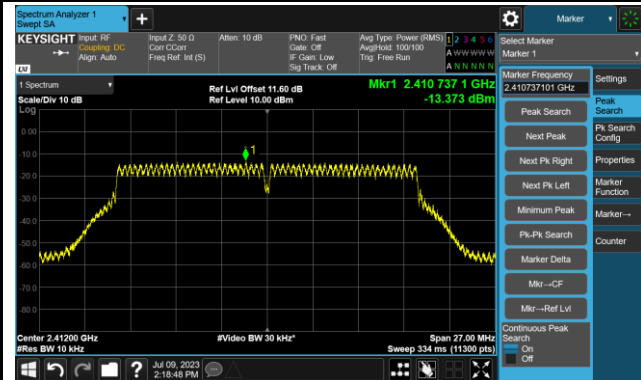 Spectrum Analyzer 1
Swept SA
Marker
KEYSIGHT
Input: RF
Coupling: DC
Align: Auto
Input Z: 50 Ω
Corr CCorr
Freq Ref: Int (S)
Atten: 10 dB
PNO: Fast
Gate: Off
IF Gain: Low
Sig Track: Off
Avg Type: Power (RMS)
Avg|Hold: 100/100
Trig: Free Run
1 2 3 4 5 6
A W W W W W
A N N N N N
LXI
Select Marker
Marker 1
1 Spectrum
Scale/Div 10 dB
Ref Lvl Offset 11.60 dB
Ref Level 10.00 dBm
Mkr1 2.410 737 1 GHz
-13.373 dBm
Log
0.00
-10.0
-20.0
-30.0
-40.0
-50.0
-60.0
-70.0
-80.0
1
Center 2.41200 GHz
#Res BW 10 kHz
#Video BW 30 kHz*
Span 27.00 MHz
Sweep 334 ms (11300 pts)
Marker Frequency
2.410737101 GHz
Peak Search
Next Peak
Next Pk Right
Next Pk Left
Minimum Peak
Pk-Pk Search
Marker Delta
Mkr→CF
Mkr→Ref Lvl
Continuous Peak
Search
On
Off
Settings
Peak
Search
Pk Search
Config
Properties
Marker
Function
Marker→
Counter
Jul 09, 2023
2:18:48 PM